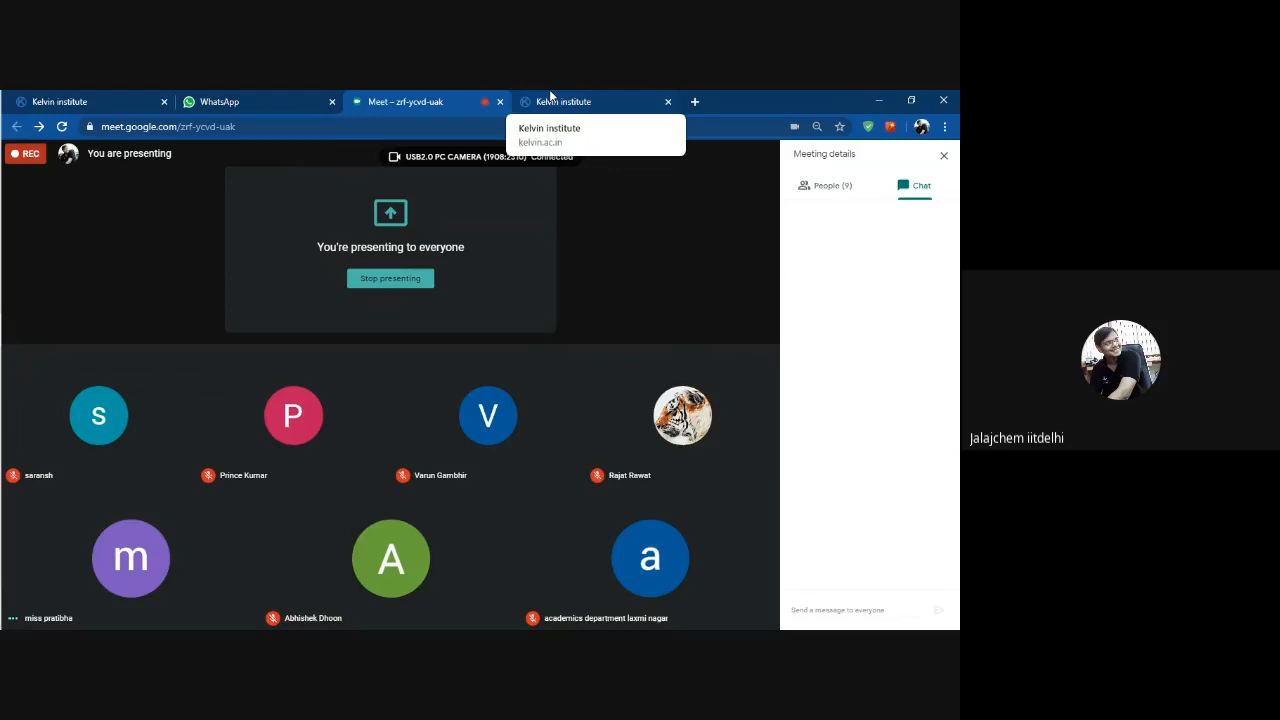 Kelvin institute
WhatsApp
Meet – zrf-ycvd-uak
Kelvin institute
meet.google.com/zrf-ycvd-uak
Kelvin institute
kelvin.ac.in
REC
You are presenting
USB2.0 PC CAMERA (1908:2310) Connected
Meeting details
People (9)
Chat
You're presenting to everyone
Stop presenting
s
P
V
saransh
Prince Kumar
Varun Gambhir
Rajat Rawat
Jalajchem iitdelhi
m
A
a
miss pratibha
Abhishek Dhoon
academics department laxmi nagar
Send a message to everyone